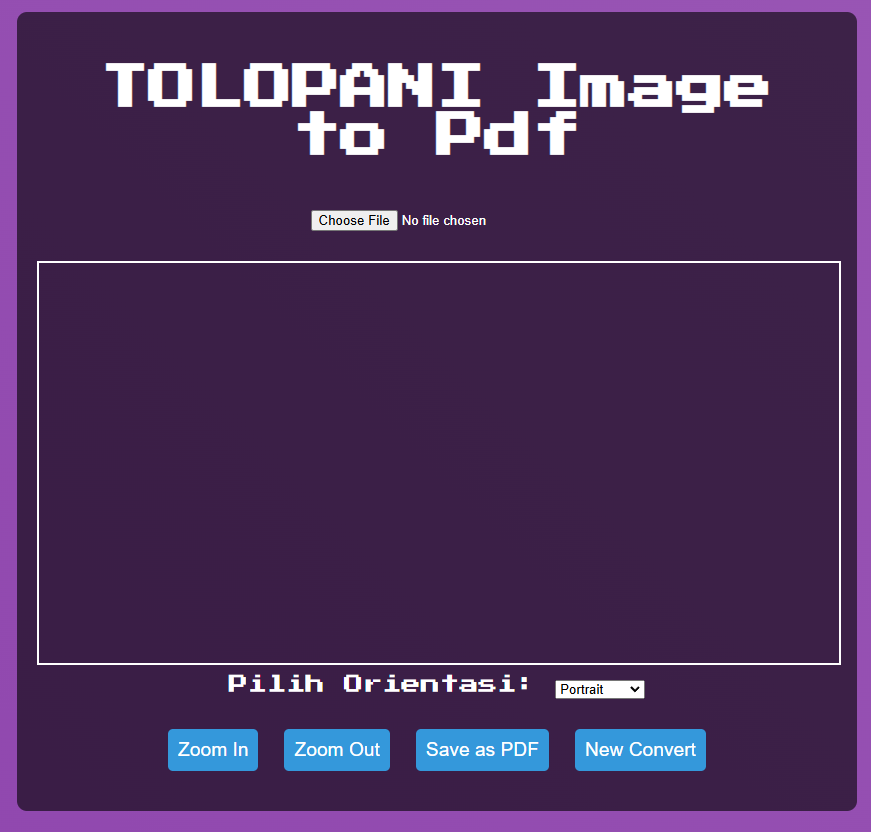 TOLOPANI Image
to Pdf
Choose File No file chosen
Pilih Orientasi: Portrait
Zoom In Zoom Out Save as PDF New Convert